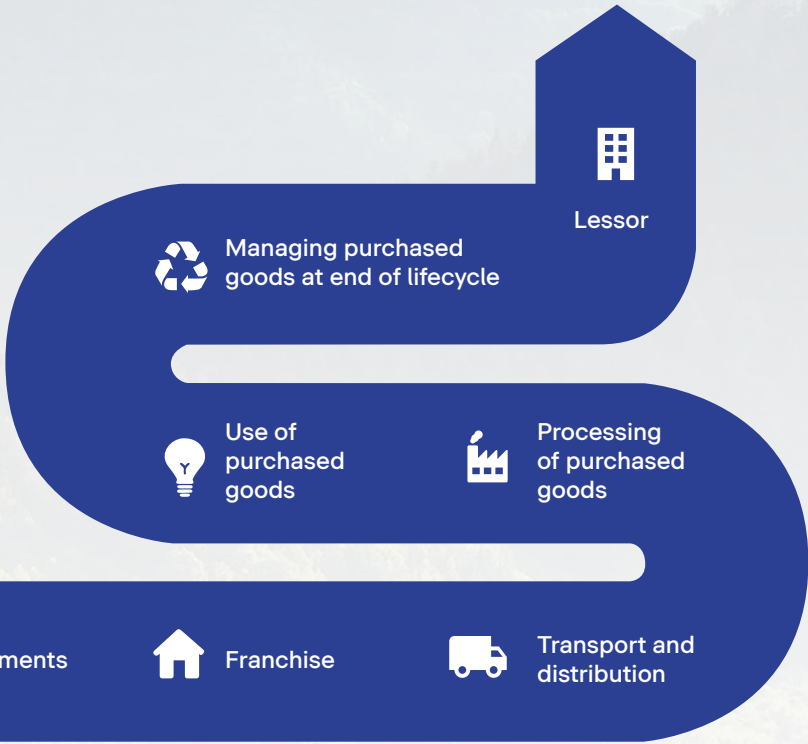 Lessor
Managing purchased
goods at end of lifecycle
Use of
purchased
goods
Processing
of purchased
goods
Franchise
Transport and
distribution